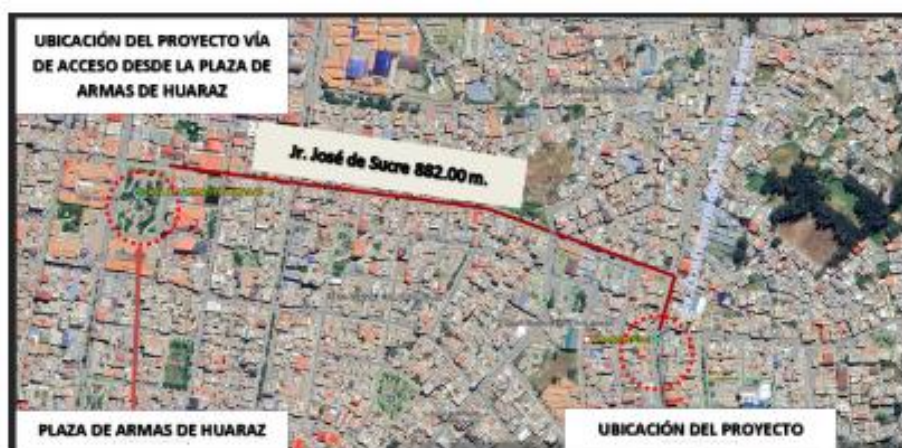 UBICACIÓN DEL PROYECTO VÍA
DE ACCESO DESDE LA PLAZA DE
ARMAS DE HUARAZ
Jr. José de Sucre 882.00 m.
PLAZA DE ARMAS DE HUARAZ
UBICACIÓN DEL PROYECTO